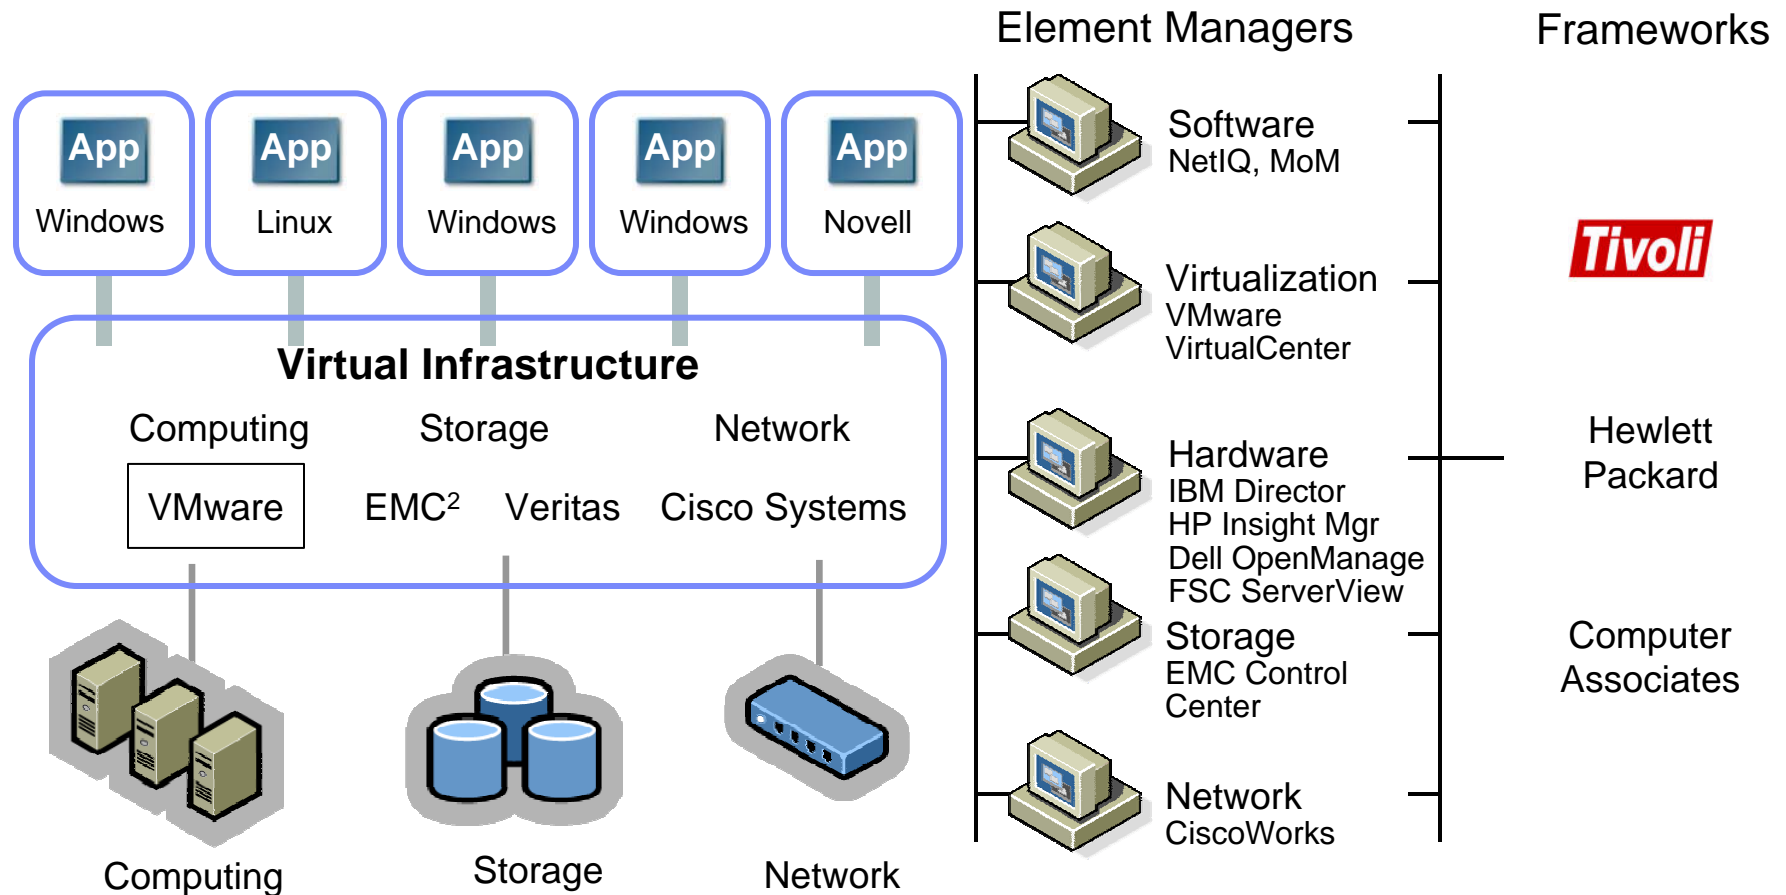 Element Managers
Frameworks
App
App
App
App
App
Windows
Linux
Windows
Windows
Novell
Virtual Infrastructure
Computing
Storage
Network
VMware
EMC²
Veritas
Cisco Systems
Computing
Storage
Network
Software
NetIQ, MoM
Virtualization
VMware
VirtualCenter
Hardware
IBM Director
HP Insight Mgr
Dell OpenManage
FSC ServerView
Storage
EMC Control
Center
Network
CiscoWorks
Tivoli
Hewlett
Packard
Computer
Associates